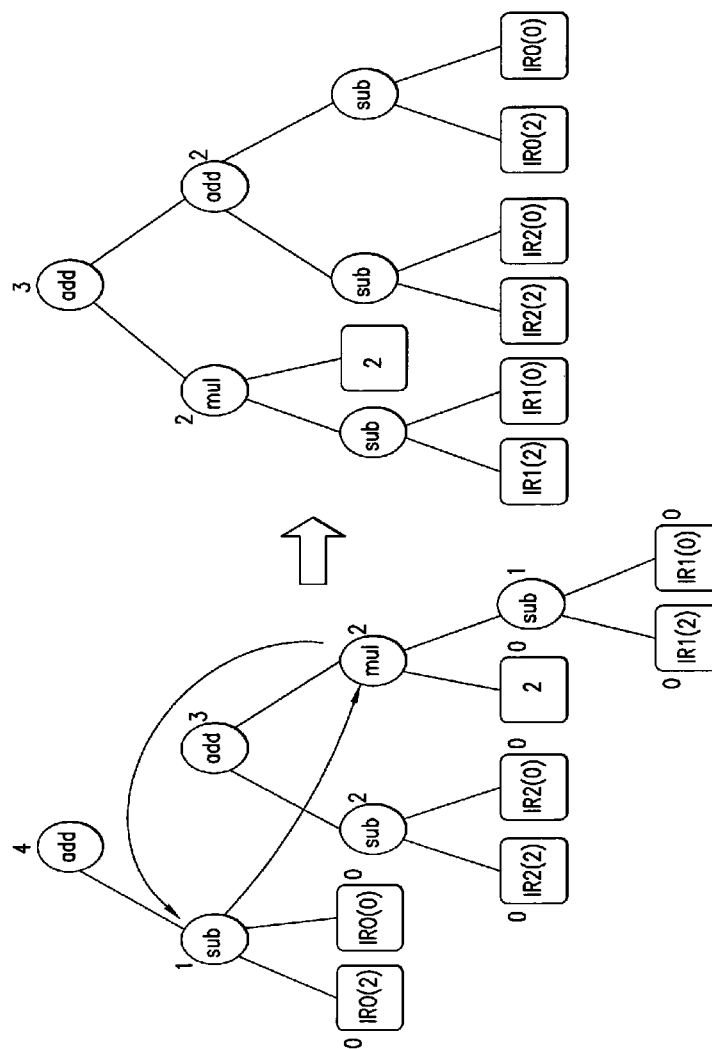 4
add
1
sub
3
add
0
IR0(2)
IR0(0)
0
sub
2
mul
2
0
IR2(2)
IR2(0)
0
2
0
sub
1
0
IR1(2)
IR1(0)
0
3
add
2
mul
add
2
sub
2
sub
sub
IR1(2)
IR1(0)
IR2(2)
IR2(0)
IR0(2)
IR0(0)